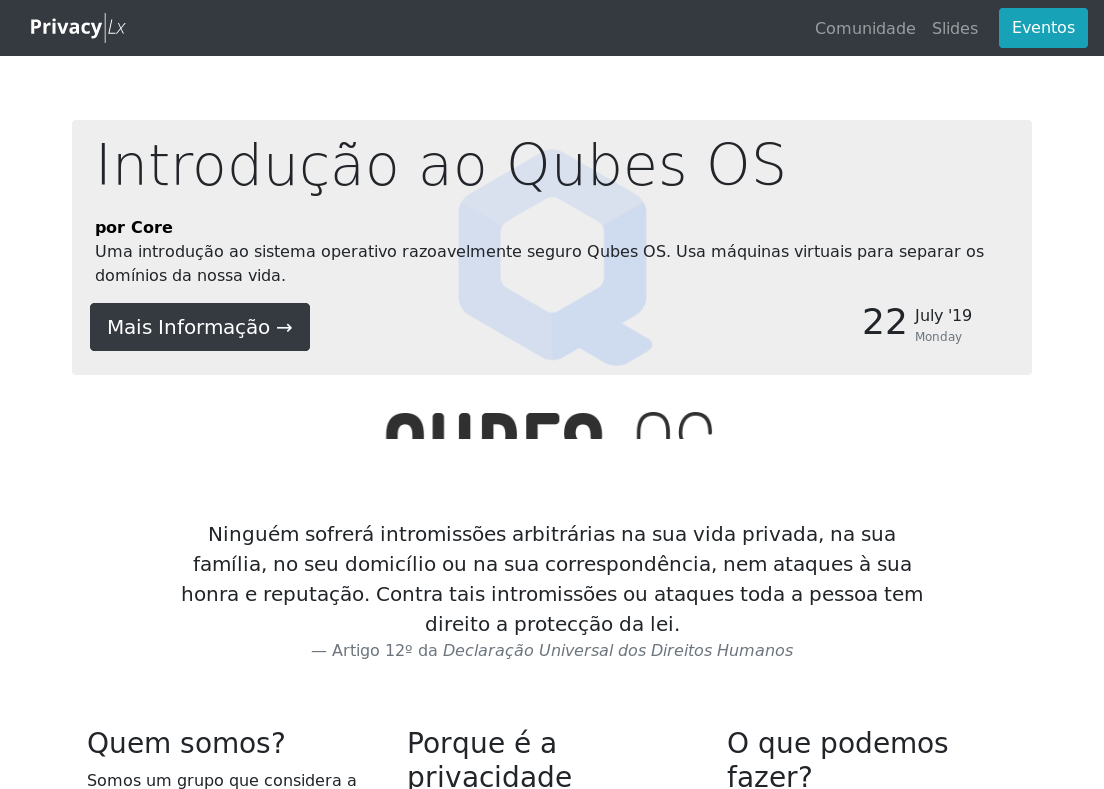 Privacy|Lx
Comunidade
Slides
Eventos
Introdução ao Qubes OS
por Core
Uma introdução ao sistema operativo razoavelmente seguro Qubes OS. Usa máquinas virtuais para separar os
domínios da nossa vida.
Mais Informação →
22
July '19
Monday
Ninguém sofrerá intromissões arbitrárias na sua vida privada, na sua
família, no seu domicílio ou na sua correspondência, nem ataques à sua
honra e reputação. Contra tais intromissões ou ataques toda a pessoa tem
direito a protecção da lei.
— Artigo 12º da Declaração Universal dos Direitos Humanos
Quem somos?
Somos um grupo que considera a
Porque é a
privacidade
O que podemos
fazer?